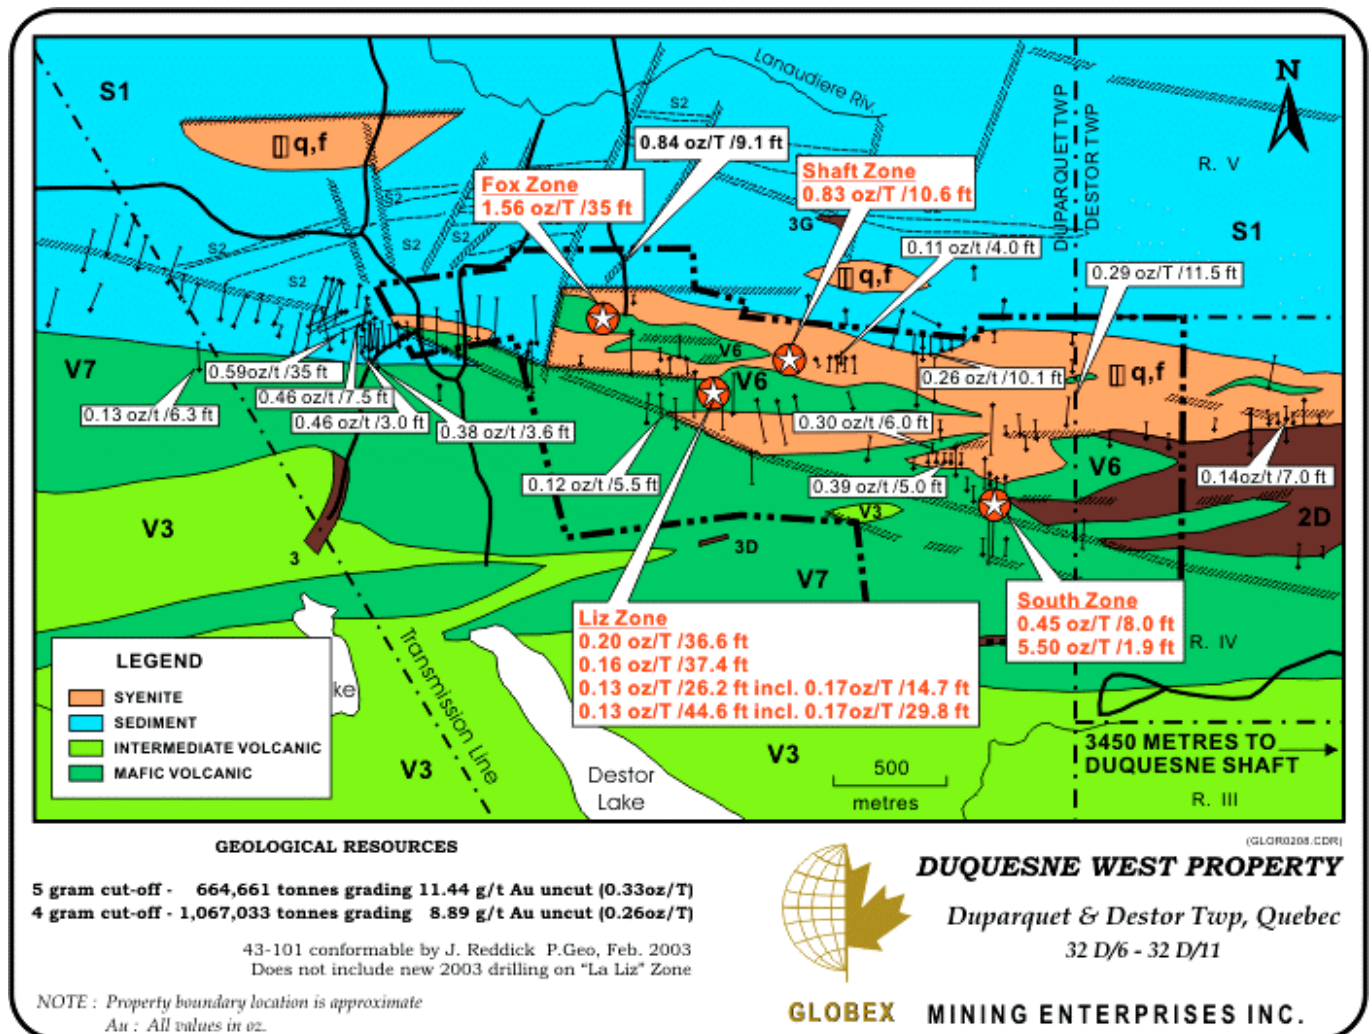 S1
Lanaudiere Riv.
N
S2
q,f
0.84 oz/T /9.1 ft
DUPARQUET TWP
DESTOR TWP
R. V
Shaft Zone
0.83 oz/T /10.6 ft
Fox Zone
1.56 oz/T /35 ft
S2
3G
S1
S2
S2
S2
0.11 oz/t /4.0 ft
q,f
0.29 oz/T /11.5 ft
S2
V6
V7
0.59oz/t /35 ft
V6
0.26 oz/t /10.1 ft
q,f
0.46 oz/t /7.5 ft
0.13 oz/t /6.3 ft
0.46 oz/t /3.0 ft
0.38 oz/t /3.6 ft
0.30 oz/t /6.0 ft
V6
0.14oz/t /7.0 ft
0.12 oz/t /5.5 ft
0.39 oz/t /5.0 ft
V3
V3
2D
3
3D
V7
Liz Zone
0.20 oz/T /36.6 ft
0.16 oz/T /37.4 ft
0.13 oz/T /26.2 ft incl. 0.17oz/T /14.7 ft
0.13 oz/T /44.6 ft incl. 0.17oz/T /29.8 ft
South Zone
0.45 oz/T /8.0 ft
5.50 oz/T /1.9 ft
R. IV
Transmission Line
LEGEND
SYENITE
SEDIMENT
INTERMEDIATE VOLCANIC
MAFIC VOLCANIC
ke
V3
Destor
Lake
V3
500
metres
3450 METRES TO
DUQUESNE SHAFT
R. III
(GLOR0208.CDR)
GEOLOGICAL RESOURCES
5 gram cut-off - 664,661 tonnes grading 11.44 g/t Au uncut (0.33oz/T)
4 gram cut-off - 1,067,033 tonnes grading 8.89 g/t Au uncut (0.26oz/T)
43-101 conformable by J. Reddick P.Geo, Feb. 2003
Does not include new 2003 drilling on "La Liz" Zone
NOTE : Property boundary location is approximate
Au : All values in oz.
DUQUESNE WEST PROPERTY
Duparquet & Destor Twp, Quebec
32 D/6 - 32 D/11
GLOBEX MINING ENTERPRISES INC.